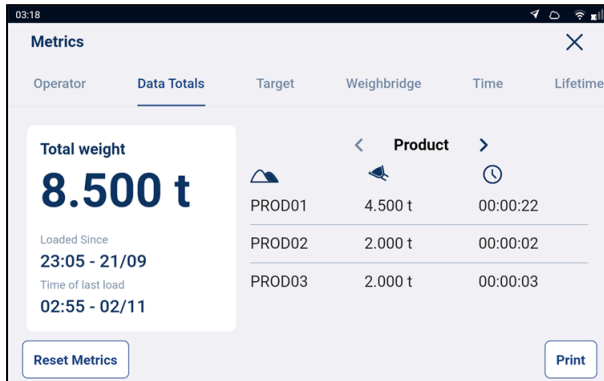 03:18
Metrics
Operator Data Totals Target Weighbridge Time Lifetime
Total weight
8.500 t
Loaded Since
23:05 - 21/09
Time of last load
02:55 - 02/11
Product
PROD01 4.500 t 00:00:22
PROD02 2.000 t 00:00:02
PROD03 2.000 t 00:00:03
Reset Metrics
Print